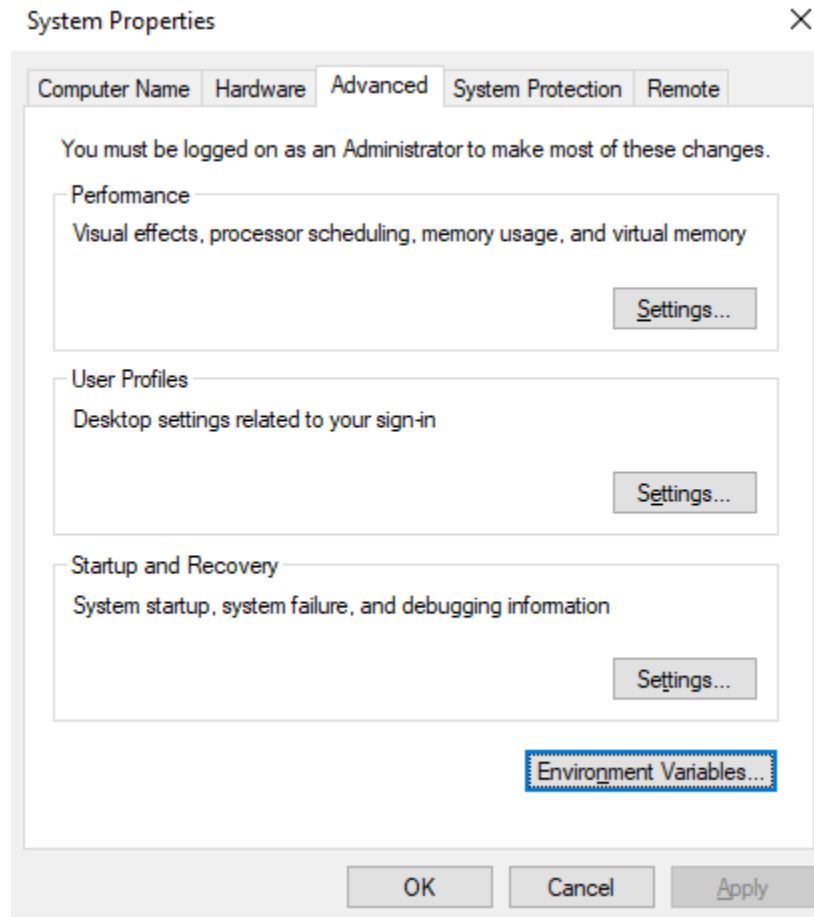 System Properties
Computer Name Hardware Advanced System Protection Remote
You must be logged on as an Administrator to make most of these changes.
Performance
Visual effects, processor scheduling, memory usage, and virtual memory
Settings...
User Profiles
Desktop settings related to your sign-in
Settings...
Startup and Recovery
System startup, system failure, and debugging information
Settings...
Environment Variables...
OK Cancel Apply